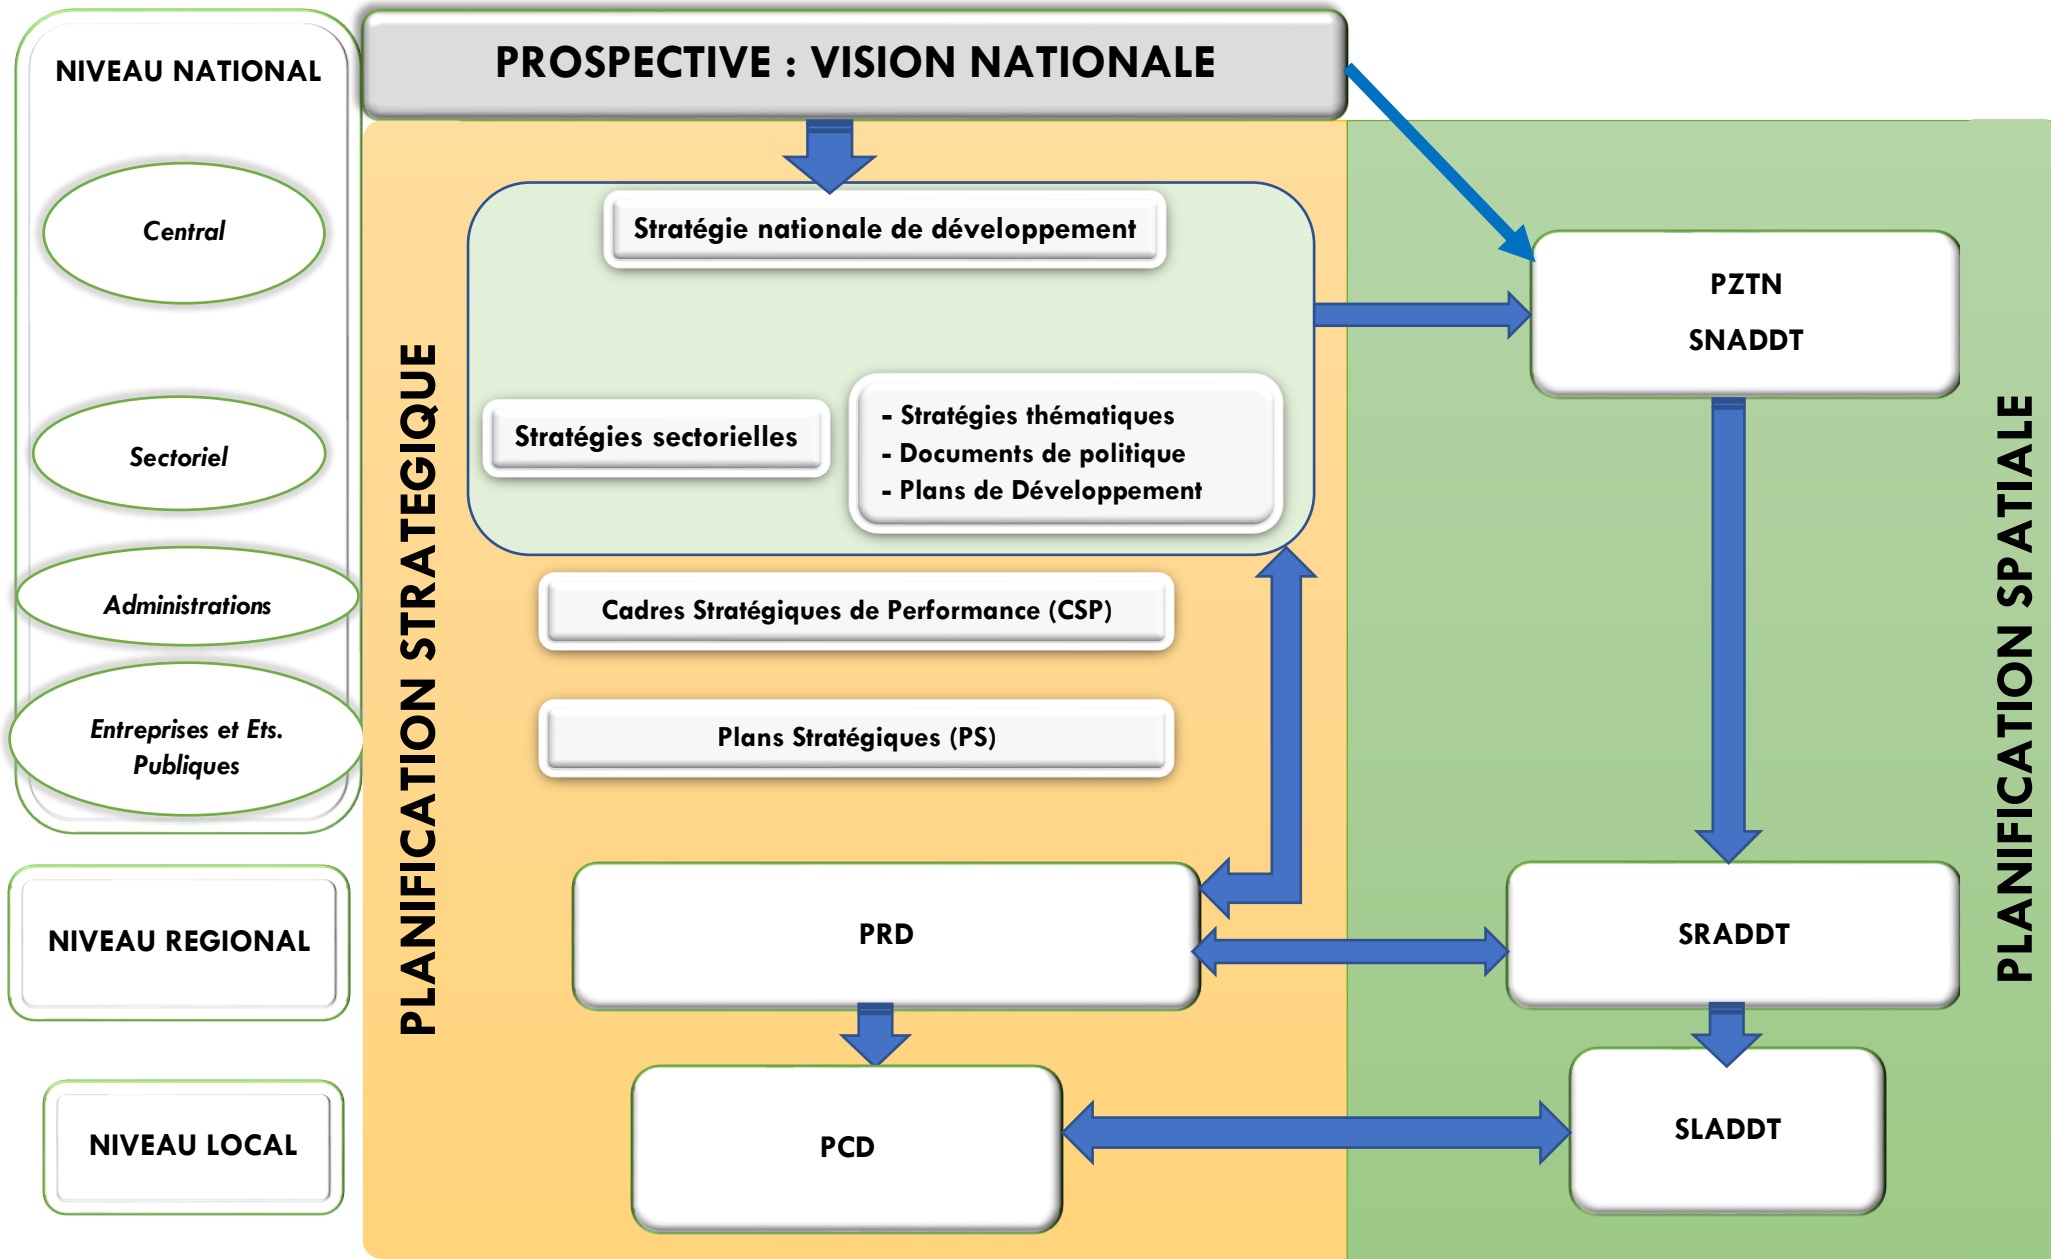 NIVEAU NATIONAL
PROSPECTIVE : VISION NATIONALE
Central
Sectoriel
Administrations
Entreprises et Ets.
Publiques
NIVEAU REGIONAL
NIVEAU LOCAL
PLANIFICATION STRATEGIQUE
Stratégie nationale de développement
Stratégies sectorielles
- Stratégies thématiques
- Documents de politique
- Plans de Développement
Cadres Stratégiques de Performance (CSP)
Plans Stratégiques (PS)
PRD
PCD
PZTN
SNADDT
SRADDT
SLADDT
PLANIFICATION SPATIALE